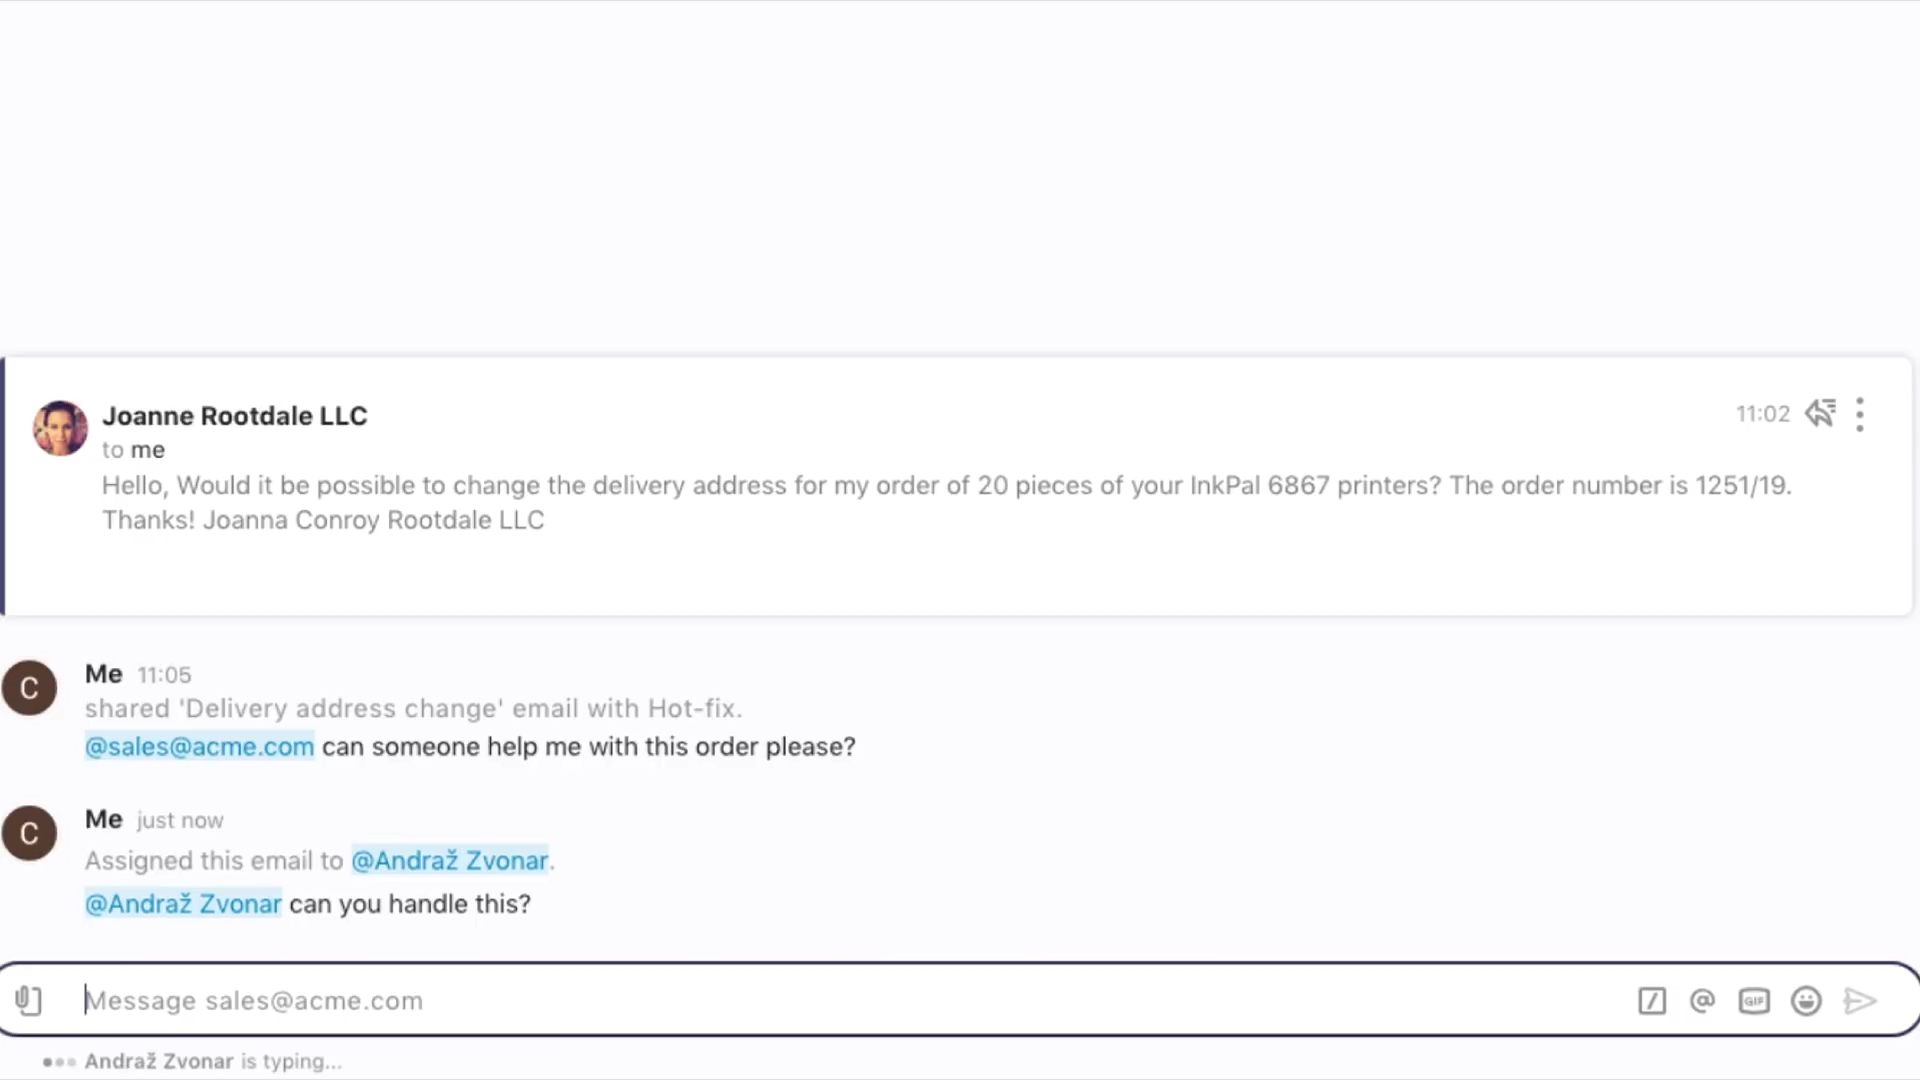 Joanne Rootdale LLC
11:02
to me
Hello, Would it be possible to change the delivery address for my order of 20 pieces of your InkPal 6867 printers? The order number is 1251/19.
Thanks! Joanna Conroy Rootdale LLC
C
Me 11:05
shared 'Delivery address change' email with Hot-fix.
@sales@acme.com can someone help me with this order please?
C
Me just now
Assigned this email to @Andraž Zvonar.
@Andraž Zvonar can you handle this?
Message sales@acme.com
@ GIF
Andraž Zvonar is typing...